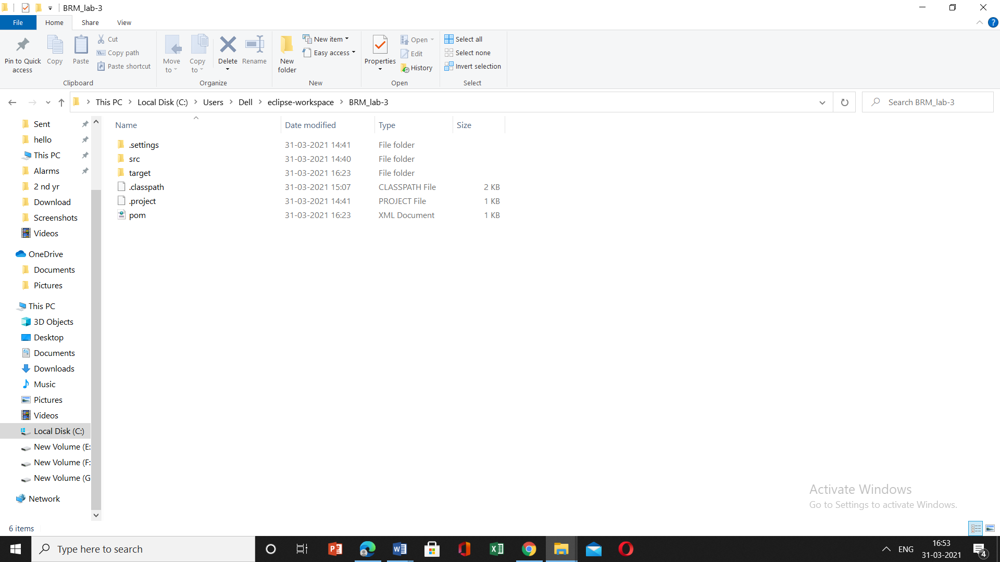 BRM_lab-3
File Home Share View
Pin to Quick access
Copy
Paste
Cut
Copy path
Paste shortcut
Clipboard
Move to
Copy to
Delete
Rename
Organize
New folder
New item
Easy access
New
Properties
Open
Edit
History
Open
Select all
Select none
Invert selection
Select
This PC Local Disk (C:) Users Dell eclipse-workspace BRM_lab-3
Search BRM_lab-3
Sent
hello
This PC
Alarms
2 nd yr
Download
Screenshots
Videos
OneDrive
Documents
Pictures
This PC
3D Objects
Desktop
Documents
Downloads
Music
Pictures
Videos
Local Disk (C:)
New Volume (E:
New Volume (F:
New Volume (G
Network
Name Date modified Type Size
.settings 31-03-2021 14:41 File folder
src 31-03-2021 14:40 File folder
target 31-03-2021 16:23 File folder
.classpath 31-03-2021 15:07 CLASSPATH File 2 KB
.project 31-03-2021 14:41 PROJECT File 1 KB
pom 31-03-2021 16:23 XML Document 1 KB
Activate Windows
Go to Settings to activate Windows.
6 items
Type here to search
ENG
16:53
31-03-2021
4